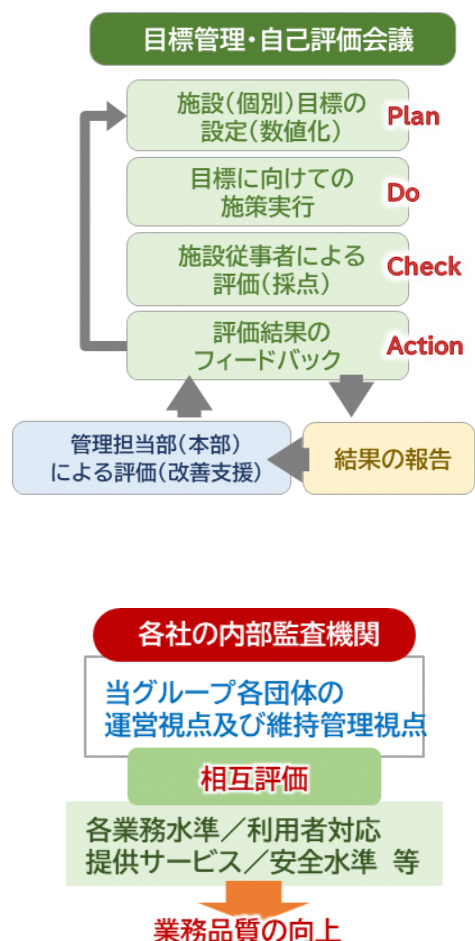 目標管理・自己評価会議
施設（個別）目標の
設定（数値化）
Plan
目標に向けての
施策実行
Do
施設従事者による
評価（採点）
Check
評価結果の
フィードバック
Action
管理担当部（本部）
による評価（改善支援）
結果の報告
各社の内部監査機関
当グループ各団体の
運営視点及び維持管理視点
相互評価
各業務水準／利用者対応
提供サービス／安全水準 等
業務品質の向上